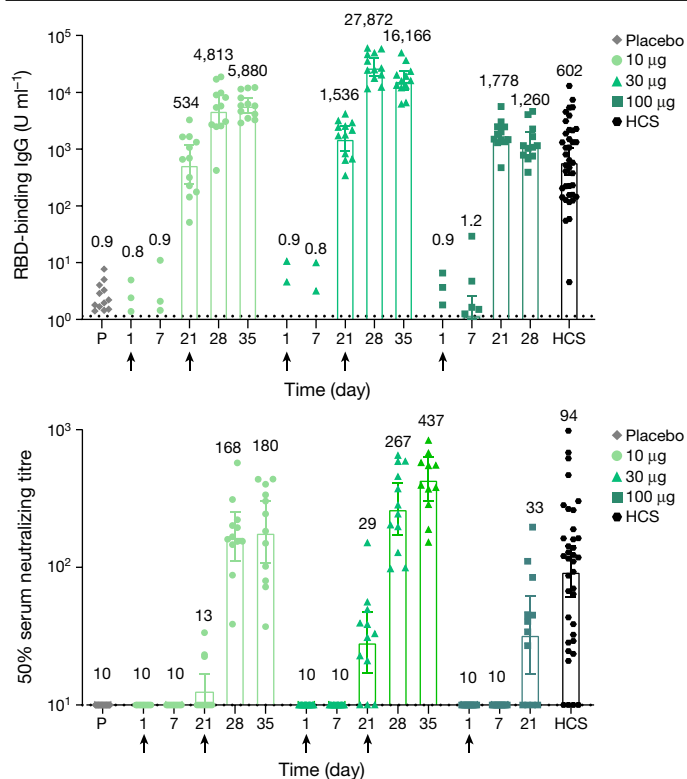 RBD-binding IgG (U ml⁻¹)
10⁵
10⁴
10³
10²
10¹
10⁰
0.9
0.8
0.9
534
4,813
5,880
0.9
0.8
1,536
27,872
16,166
0.9
1.2
1,778
1,260
602
P 1 7 21 28 35 1 7 21 28 35 1 7 21 28 HCS
Time (day)
Placebo
10 μg
30 μg
100 μg
HCS
50% serum neutralizing titre
10³
10²
10¹
10
10
10
13
168
180
10
10
29
267
437
10
10
33
94
P 1 7 21 28 35 1 7 21 28 35 1 7 21 HCS
Time (day)
Placebo
10 μg
30 μg
100 μg
HCS